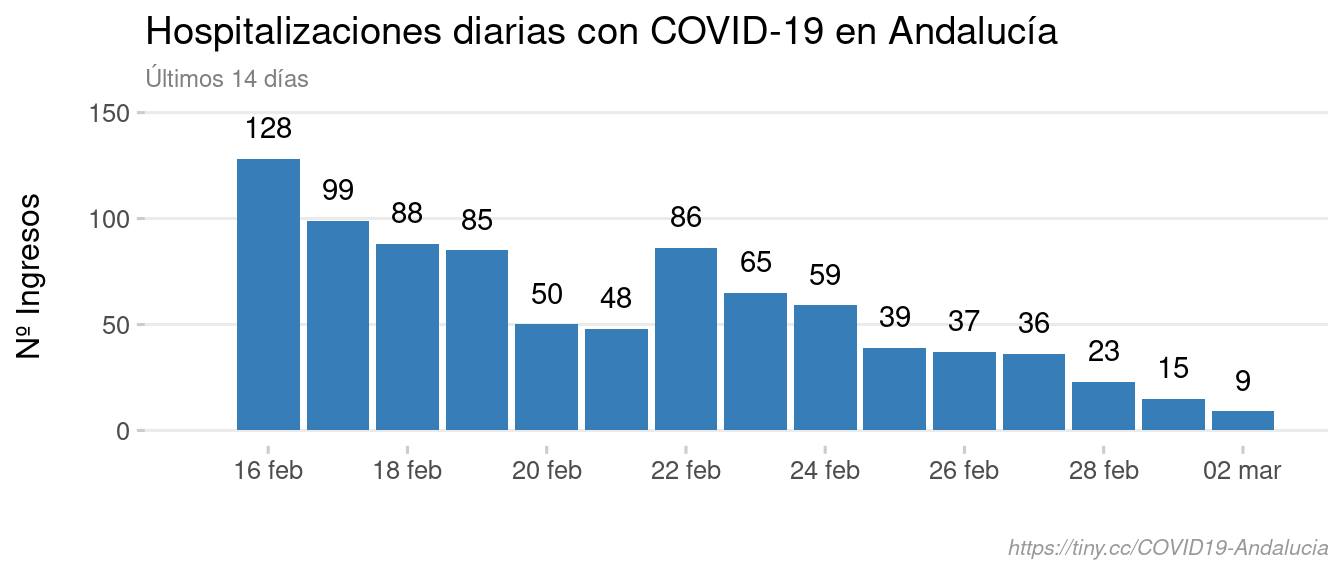 Hospitalizaciones diarias con COVID-19 en Andalucía
Últimos 14 días
Nº Ingresos
150
100
50
0
128
99
88
85
50
48
86
65
59
39
37
36
23
15
9
16 feb
18 feb
20 feb
22 feb
24 feb
26 feb
28 feb
02 mar
https://tiny.cc/COVID19-Andalucia